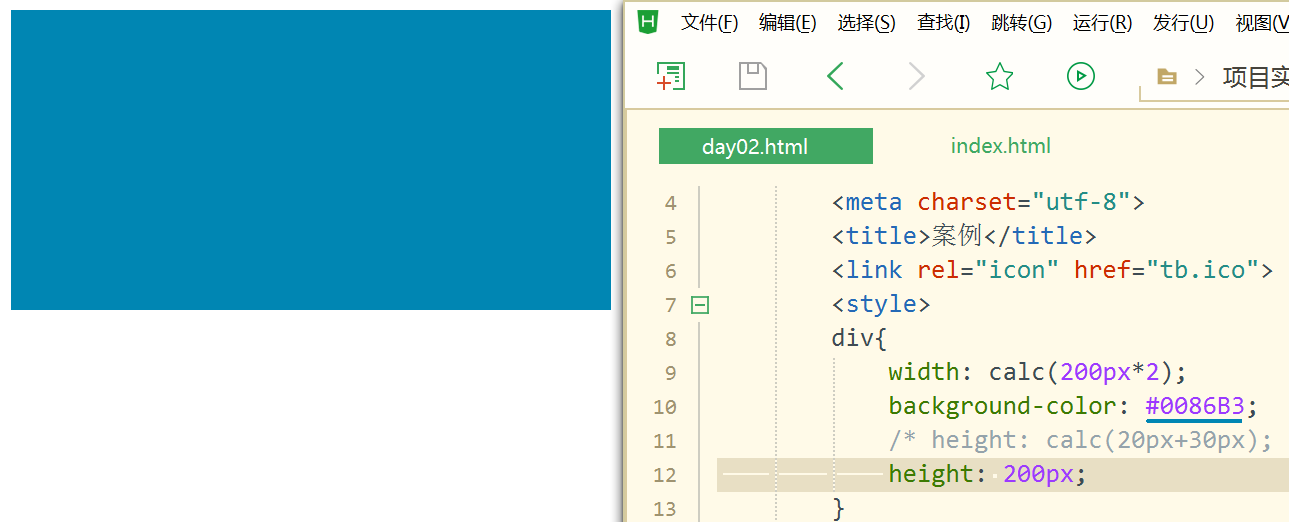 H 文件(F) 编辑(E) 选择(S) 查找(I) 跳转(G) 运行(R) 发行(U) 视图(V
项目实
day02.html index.html
4 <meta charset="utf-8">
5 <title>案例</title>
6 <link rel="icon" href="tb.ico">
7 <style>
8 div{
9 width: calc(200px*2);
10 background-color: #0086B3;
11 /* height: calc(20px+30px);
12 height: 200px;
13 }